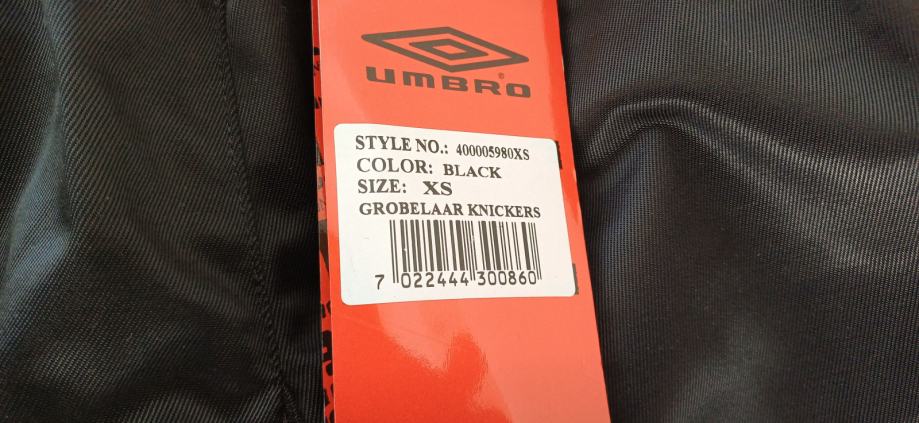 UMBRO®
STYLE NO.: 400005980XS
COLOR: BLACK
SIZE: XS
GROBELAAR KNICKERS
7 022444 300860